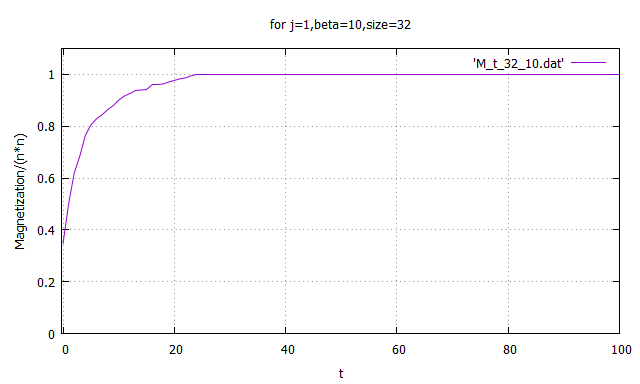 for j=1,beta=10,size=32
'M_t_32_10.dat'
Magnetization/(n*n)
1
0.8
0.6
0.4
0.2
0
0 20 40 60 80 100
t